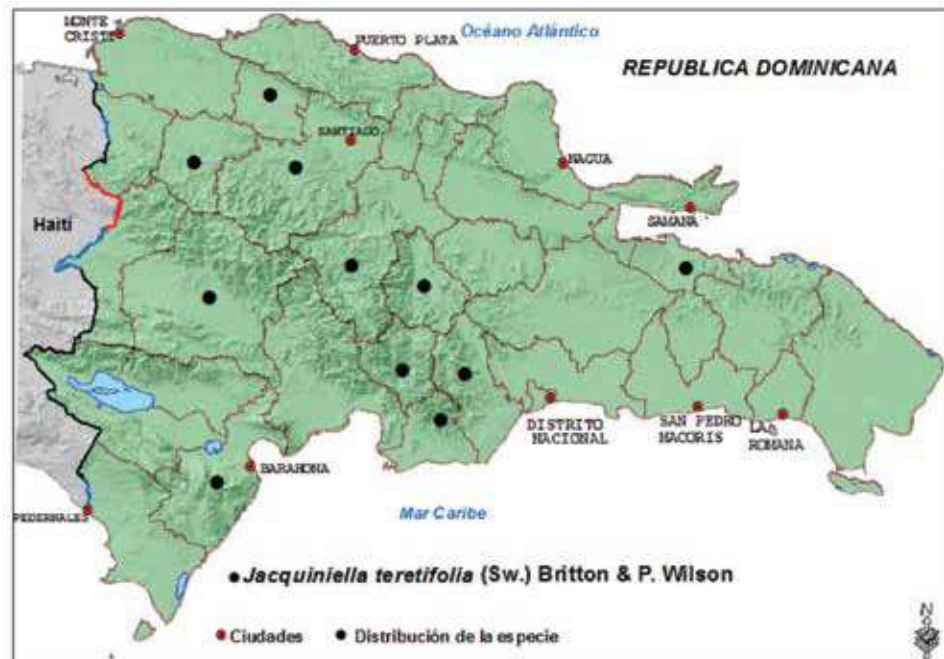 MONTE
CRISTI
PUERTO PLATA
Océano Atlántico
REPUBLICA DOMINICANA
SANTIAGO
NAGUA
SAMANA
Haití
DISTRITO
NACIONAL
SAN PEDRO
MACORIS
LA
ROMANA
BARAHONA
PEDERNALES
Mar Caribe
Jacquiniella teretifolia (Sw.) Britton & P. Wilson
Ciudades
Distribución de la especie
N